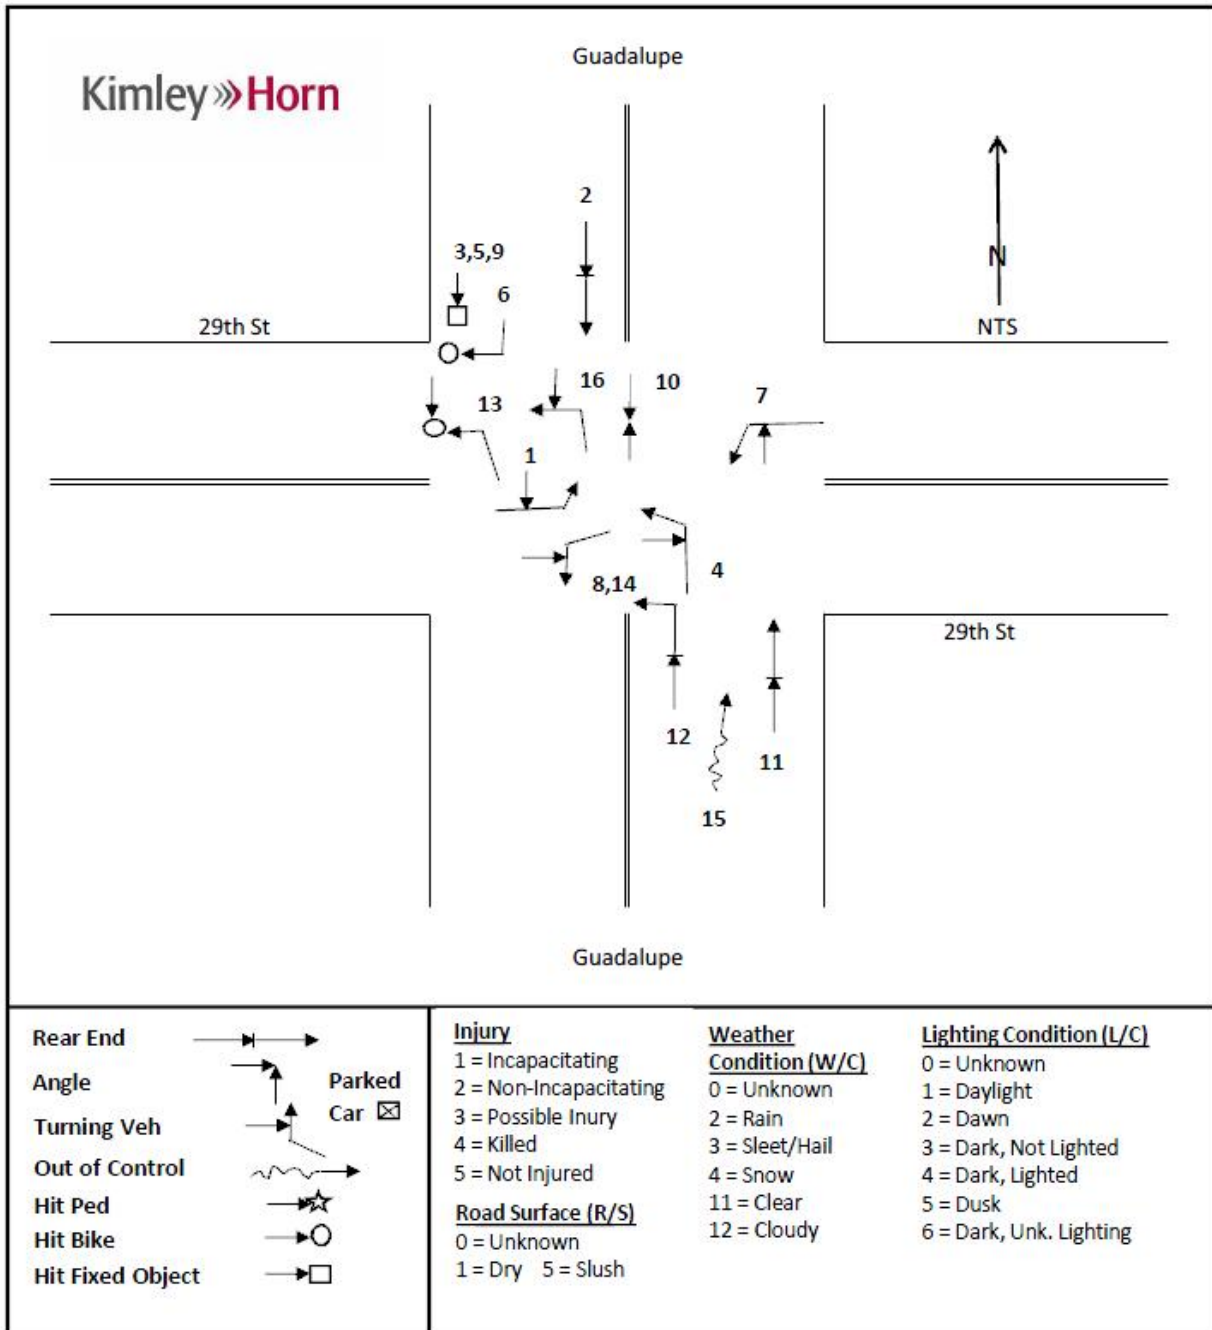 Guadalupe
Kimley»Horn
2
3,5,9
6
N
29th St
NTS
16
10
7
13
1
4
8,14
29th St
12
11
15
Guadalupe
Rear End
Angle
Parked
Car
Turning Veh
Out of Control
Hit Ped
Hit Bike
Hit Fixed Object
Injury
1 = Incapacitating
2 = Non-Incapacitating
3 = Possible Inury
4 = Killed
5 = Not Injured
Road Surface (R/S)
0 = Unknown
1 = Dry 5 = Slush
Weather
Condition (W/C)
0 = Unknown
2 = Rain
3 = Sleet/Hail
4 = Snow
11 = Clear
12 = Cloudy
Lighting Condition (L/C)
0 = Unknown
1 = Daylight
2 = Dawn
3 = Dark, Not Lighted
4 = Dark, Lighted
5 = Dusk
6 = Dark, Unk. Lighting